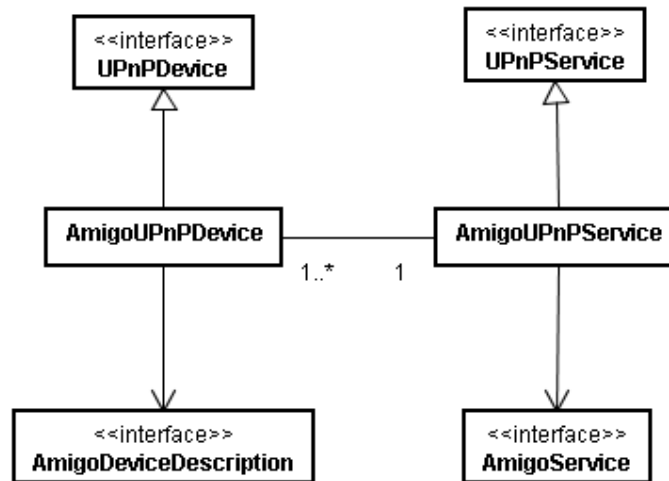 <<interface>>
UPnPDevice
<<interface>>
UPnPService
AmigoUPnPDevice
AmigoUPnPService
1..*
1
<<interface>>
AmigoDeviceDescription
<<interface>>
AmigoService